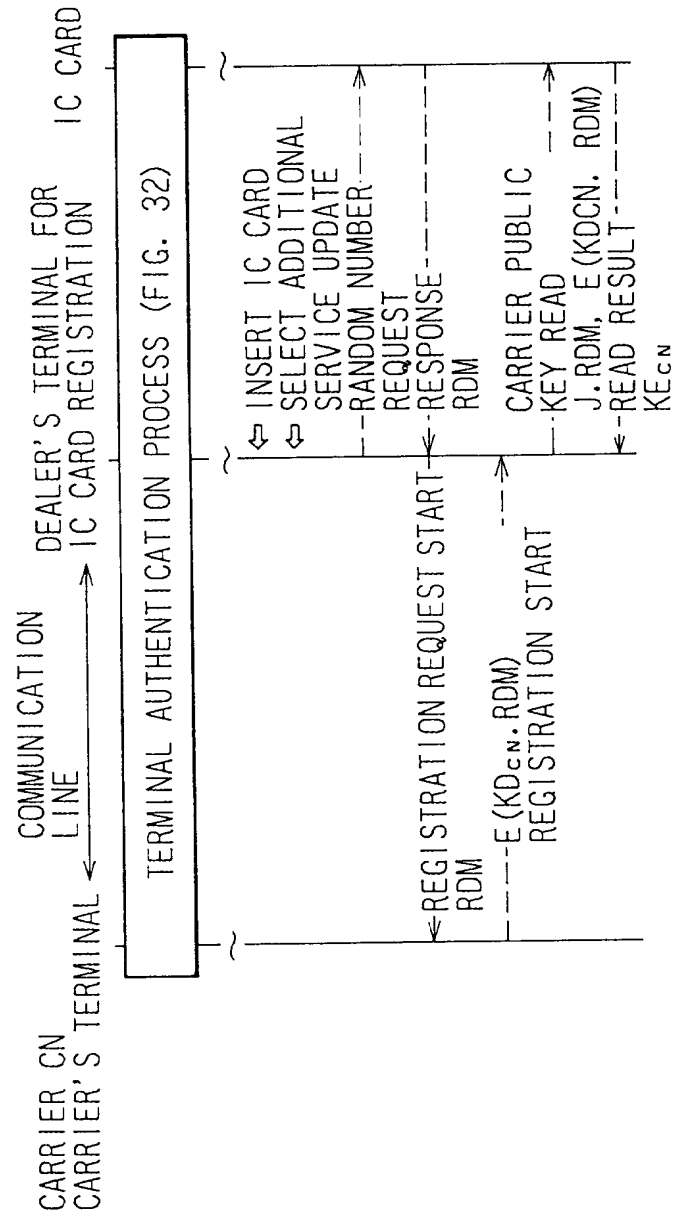 CARRIER CN
CARRIER'S TERMINAL
COMMUNICATION
LINE
DEALER'S TERMINAL FOR
IC CARD REGISTRATION
IC CARD
TERMINAL AUTHENTICATION PROCESS (FIG. 32)
INSERT IC CARD
SELECT ADDITIONAL
SERVICE UPDATE
RANDOM NUMBER
REQUEST
RESPONSE
RDM
REGISTRATION REQUEST START
RDM
E(KDCN.RDM)
REGISTRATION START
CARRIER PUBLIC
KEY READ
J.RDM, E(KDCN. RDM)
READ RESULT
KECN